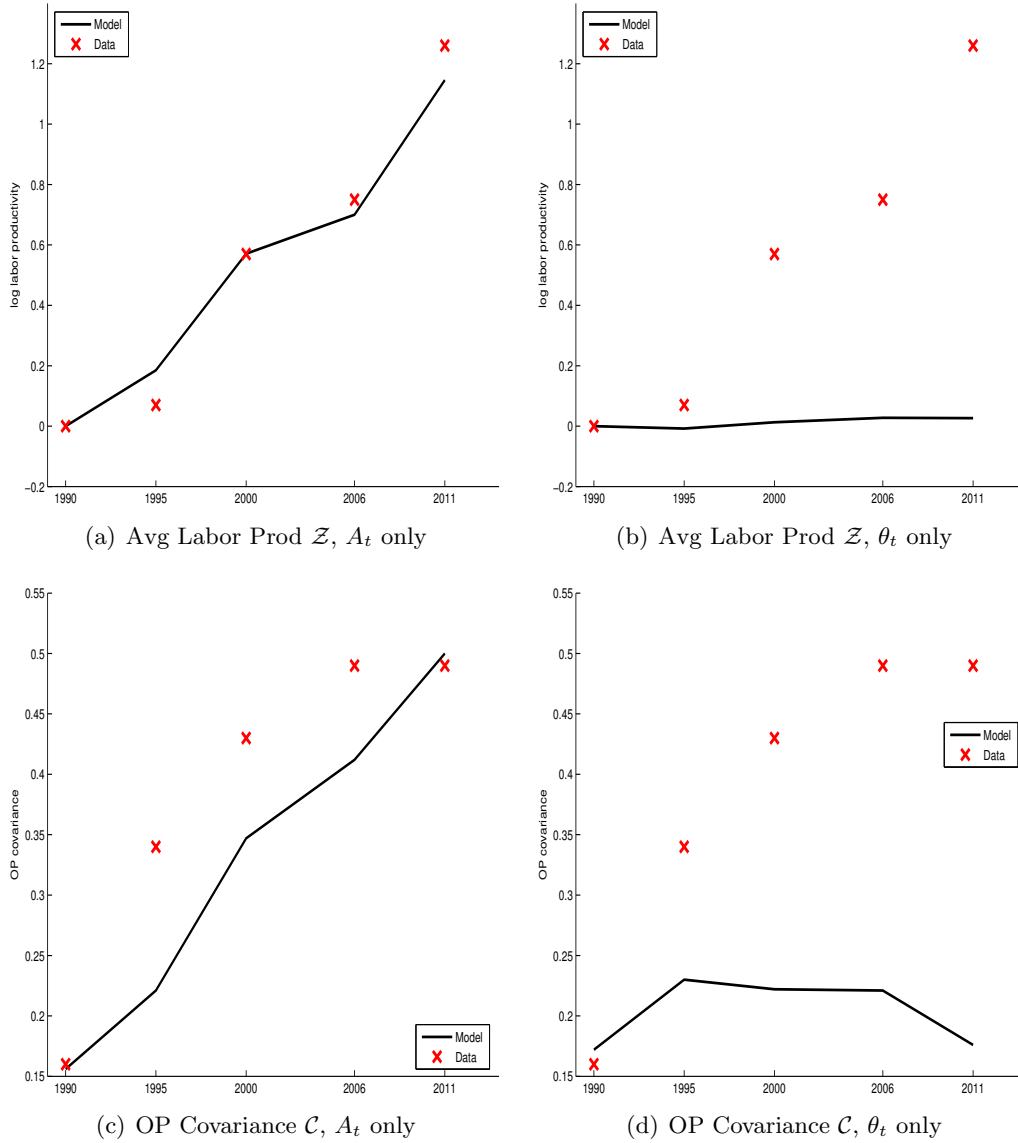 Model
Data
1.2
1
0.8
0.6
0.4
0.2
0
−0.2
log labor productivity
1990 1995 2000 2006 2011
(a) Avg Labor Prod 𝒵, A_t only
Model
Data
1.2
1
0.8
0.6
0.4
0.2
0
−0.2
log labor productivity
1990 1995 2000 2006 2011
(b) Avg Labor Prod 𝒵, θ_t only
0.55
0.5
0.45
0.4
0.35
0.3
0.25
0.2
0.15
OP covariance
Model
Data
1990 1995 2000 2006 2011
(c) OP Covariance 𝒞, A_t only
0.55
0.5
0.45
0.4
0.35
0.3
0.25
0.2
0.15
OP covariance
Model
Data
1990 1995 2000 2006 2011
(d) OP Covariance 𝒞, θ_t only